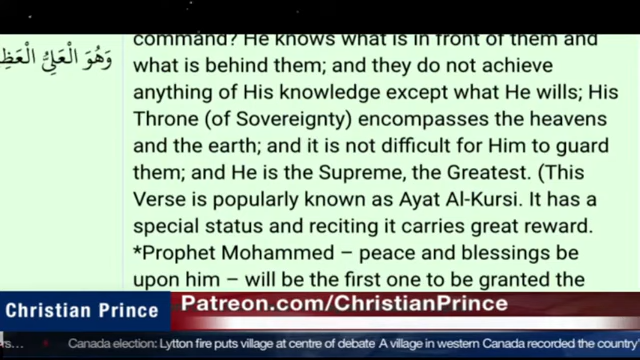 command? He knows what is in front of them and
what is behind them; and they do not achieve
anything of His knowledge except what He wills; His
Throne (of Sovereignty) encompasses the heavens
and the earth; and it is not difficult for Him to guard
them; and He is the Supreme, the Greatest. (This
Verse is popularly known as Ayat Al-Kursi. It has a
special status and reciting it carries great reward.
*Prophet Mohammed – peace and blessings be
upon him – will be the first one to be granted the
وَهُوَ الْعَلِيُّ
Christian Prince
Patreon.com/ChristianPrince
rs... Canada election: Lytton fire puts village at centre of debate A village in western Canada recorded the country